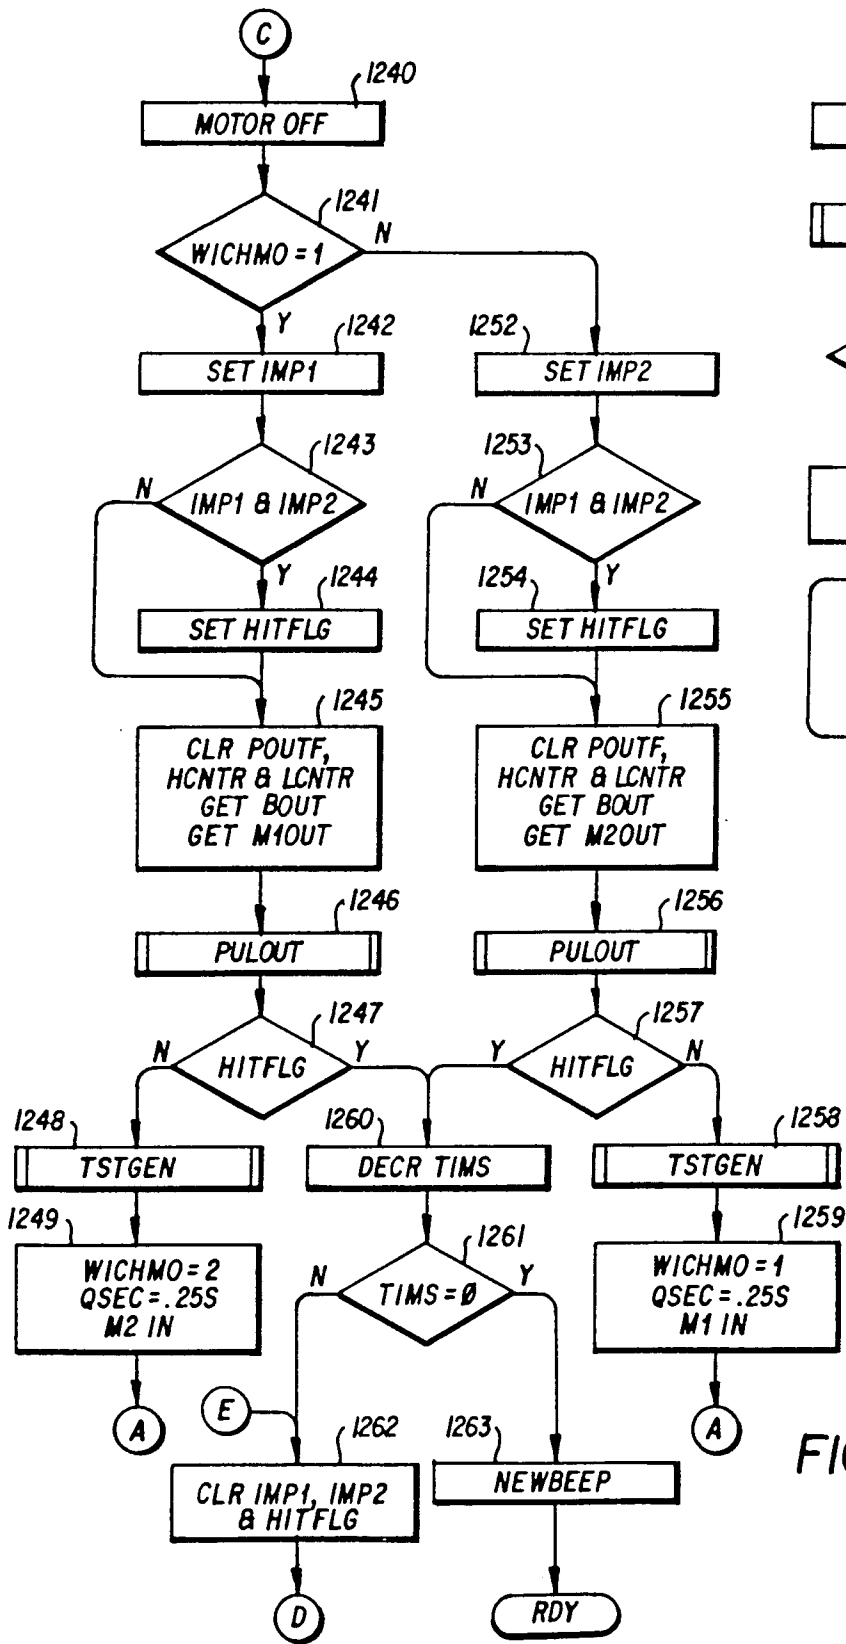 C
1240
MOTOR OFF
1241
WICHMO = 1
N
Y
1242
1252
SET IMP1
SET IMP2
1243
1253
N
IMP1 & IMP2
N
IMP1 & IMP2
Y
Y
1244
1254
SET HITFLG
SET HITFLG
1245
1255
CLR POUTF,
HCNTR & LCNTR
GET BOUT
GET M1OUT
CLR POUTF,
HCNTR & LCNTR
GET BOUT
GET M2OUT
1246
1256
PULOUT
PULOUT
1247
1257
N
HITFLG
Y
Y
HITFLG
N
1248
1260
1258
TSTGEN
DECR TIMS
TSTGEN
1249
1261
1259
WICHMO = 2
QSEC = .25S
M2 IN
N
TIMS = Ø
Y
WICHMO = 1
QSEC = .25S
M1 IN
A
E
A
1262
1263
CLR IMP1, IMP2
& HITFLG
NEWBEEP
D
RDY